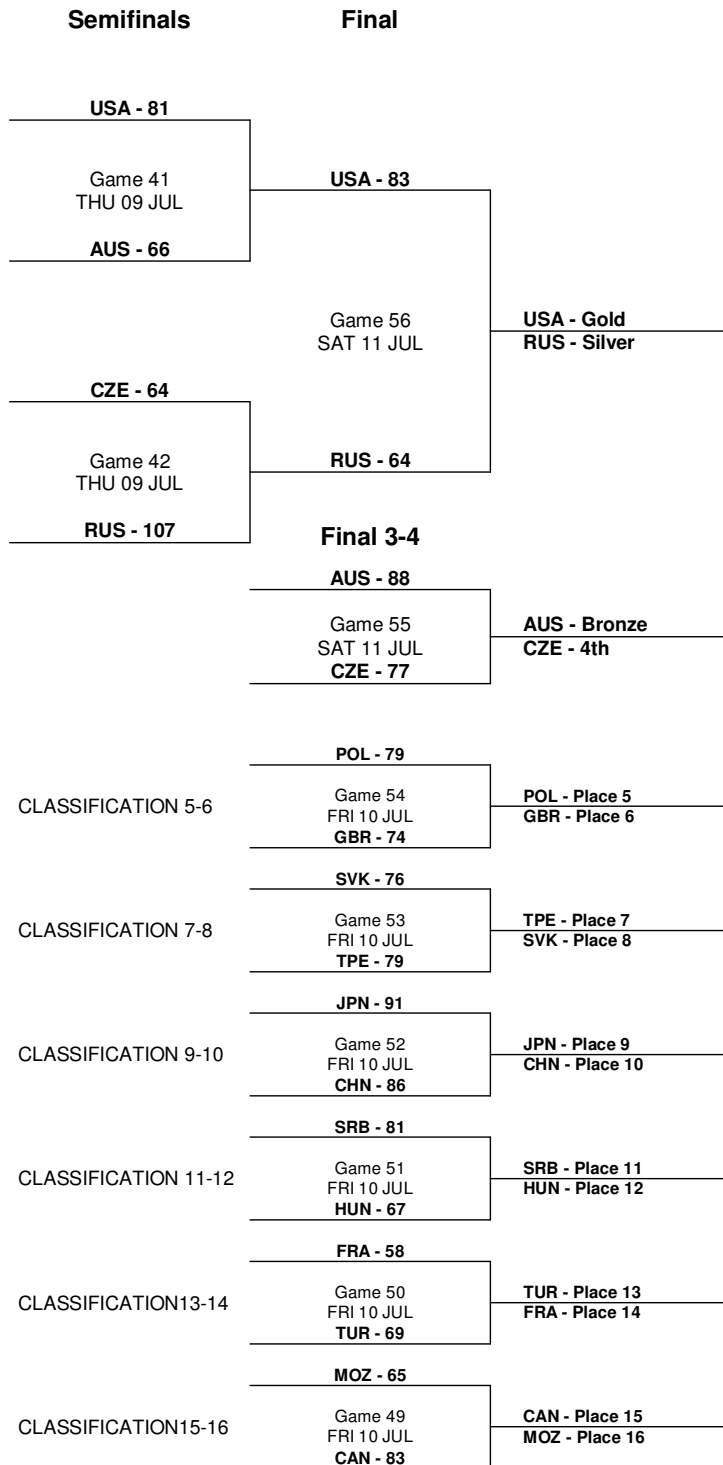 Semifinals
Final
USA - 81
Game 41
THU 09 JUL
AUS - 66
USA - 83
Game 56
SAT 11 JUL
USA - Gold
RUS - Silver
CZE - 64
Game 42
THU 09 JUL
RUS - 107
RUS - 64
Final 3-4
AUS - 88
Game 55
SAT 11 JUL
CZE - 77
AUS - Bronze
CZE - 4th
CLASSIFICATION 5-6
POL - 79
Game 54
FRI 10 JUL
GBR - 74
POL - Place 5
GBR - Place 6
CLASSIFICATION 7-8
SVK - 76
Game 53
FRI 10 JUL
TPE - 79
TPE - Place 7
SVK - Place 8
CLASSIFICATION 9-10
JPN - 91
Game 52
FRI 10 JUL
CHN - 86
JPN - Place 9
CHN - Place 10
CLASSIFICATION 11-12
SRB - 81
Game 51
FRI 10 JUL
HUN - 67
SRB - Place 11
HUN - Place 12
CLASSIFICATION13-14
FRA - 58
Game 50
FRI 10 JUL
TUR - 69
TUR - Place 13
FRA - Place 14
CLASSIFICATION15-16
MOZ - 65
Game 49
FRI 10 JUL
CAN - 83
CAN - Place 15
MOZ - Place 16